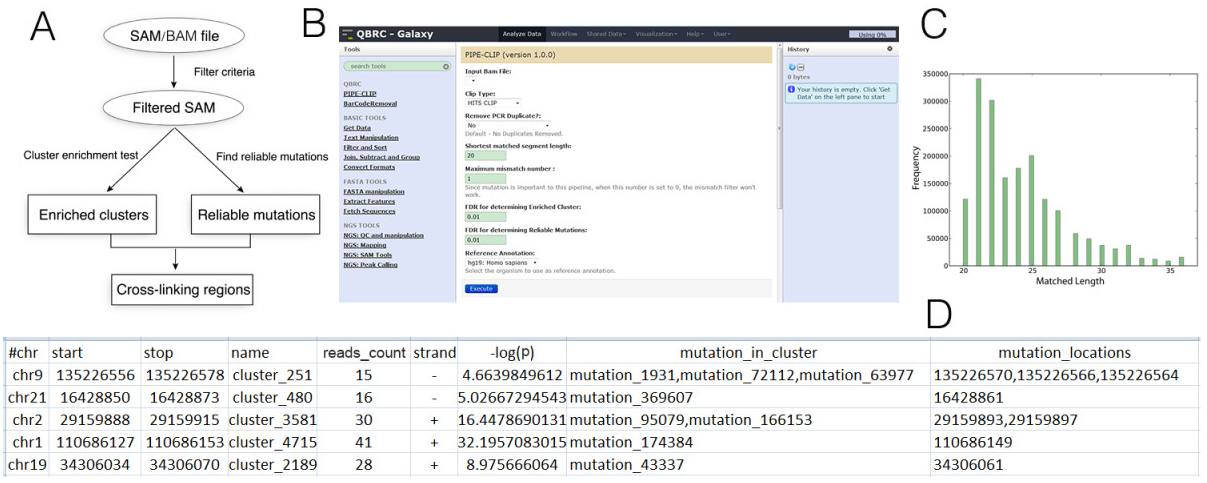 A
SAM/BAM file
Filter criteria
Filtered SAM
Cluster enrichment test
Find reliable mutations
Enriched clusters
Reliable mutations
Cross-linking regions
B
QBRC - Galaxy
Analyze Data Workflow Shared Data Visualization Help User
Using 0%
Tools
search tools
QBRC
PIPE-CLIP
BarCodeRemoval
BASIC TOOLS
Get Data
Text Manipulation
Filter and Sort
Join, Subtract and Group
Convert Formats
FASTA TOOLS
FASTA manipulation
Extract Features
Fetch Sequences
NGS TOOLS
NGS: QC and manipulation
NGS: Mapping
NGS: SAM Tools
NGS: Peak Calling
PIPE-CLIP (version 1.0.0)
Input Bam File:
Clip Type:
HITS CLIP
Remove PCR Duplicate?:
No
Default - No Duplicates Removed.
Shortest matched segment length:
20
Maximum mismatch number :
1
Since mutation is important to this pipeline, when this number is set to 0, the mismatch filter won't
work.
FDR for determining Enriched Cluster:
0.01
FDR for determining Reliable Mutations:
0.01
Reference Annotation:
hg19: Homo sapiens
Select the organism to use as reference annotation.
Execute
History
0 bytes
Your history is empty. Click 'Get
Data' on the left pane to start
C
350000
300000
250000
200000
150000
100000
50000
0
Frequency
20 25 30 35
Matched Length
D
#chr start stop name reads_count strand -log(p) mutation_in_cluster mutation_locations
chr9 135226556 135226578 cluster_251 15 - 4.6639849612 mutation_1931,mutation_72112,mutation_63977 135226570,135226566,135226564
chr21 16428850 16428873 cluster_480 16 - 5.02667294543 mutation_369607 16428861
chr2 29159888 29159915 cluster_3581 30 + 16.4478690131 mutation_95079,mutation_166153 29159893,29159897
chr1 110686127 110686153 cluster_4715 41 + 32.1957083015 mutation_174384 110686149
chr19 34306034 34306070 cluster_2189 28 + 8.975666064 mutation_43337 34306061